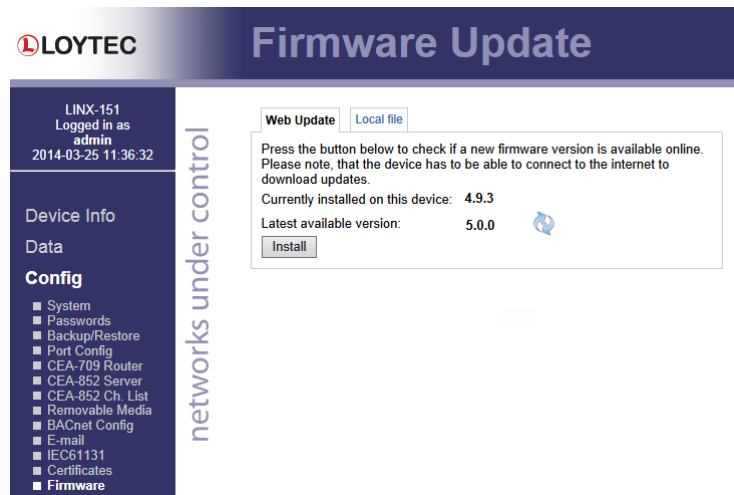 LOYTEC
Firmware Update
LINX-151
Logged in as
admin
2014-03-25 11:36:32
Device Info
Data
Config
System
Passwords
Backup/Restore
Port Config
CEA-709 Router
CEA-852 Server
CEA-852 Ch. List
Removable Media
BACnet Config
E-mail
IEC61131
Certificates
Firmware
networks under control
Web Update
Local file
Press the button below to check if a new firmware version is available online.
Please note, that the device has to be able to connect to the internet to
download updates.
Currently installed on this device: 4.9.3
Latest available version: 5.0.0
Install